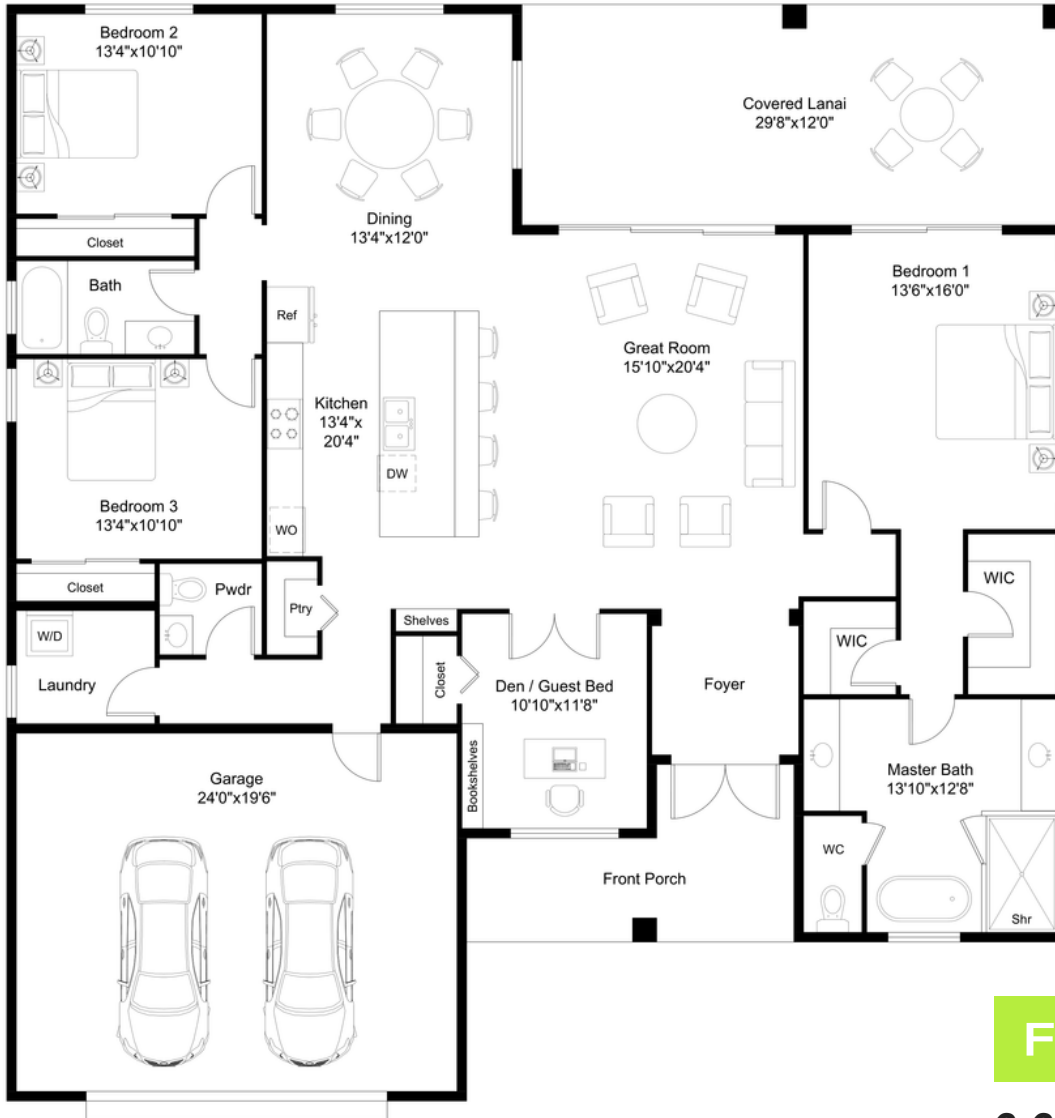 Bedroom 2
13'4"x10'10"
Covered Lanai
29'8"x12'0"
Dining
13'4"x12'0"
Closet
Bath
Bedroom 1
13'6"x16'0"
Ref
Great Room
15'10"x20'4"
Kitchen
13'4"x
20'4"
DW
Bedroom 3
13'4"x10'10"
WO
Closet
Pwdr
Ptry
WIC
Shelves
W/D
WIC
Laundry
Closet
Den / Guest Bed
10'10"x11'8"
Foyer
Bookshelves
Garage
24'0"x19'6"
Master Bath
13'10"x12'8"
WC
Front Porch
Shr
F